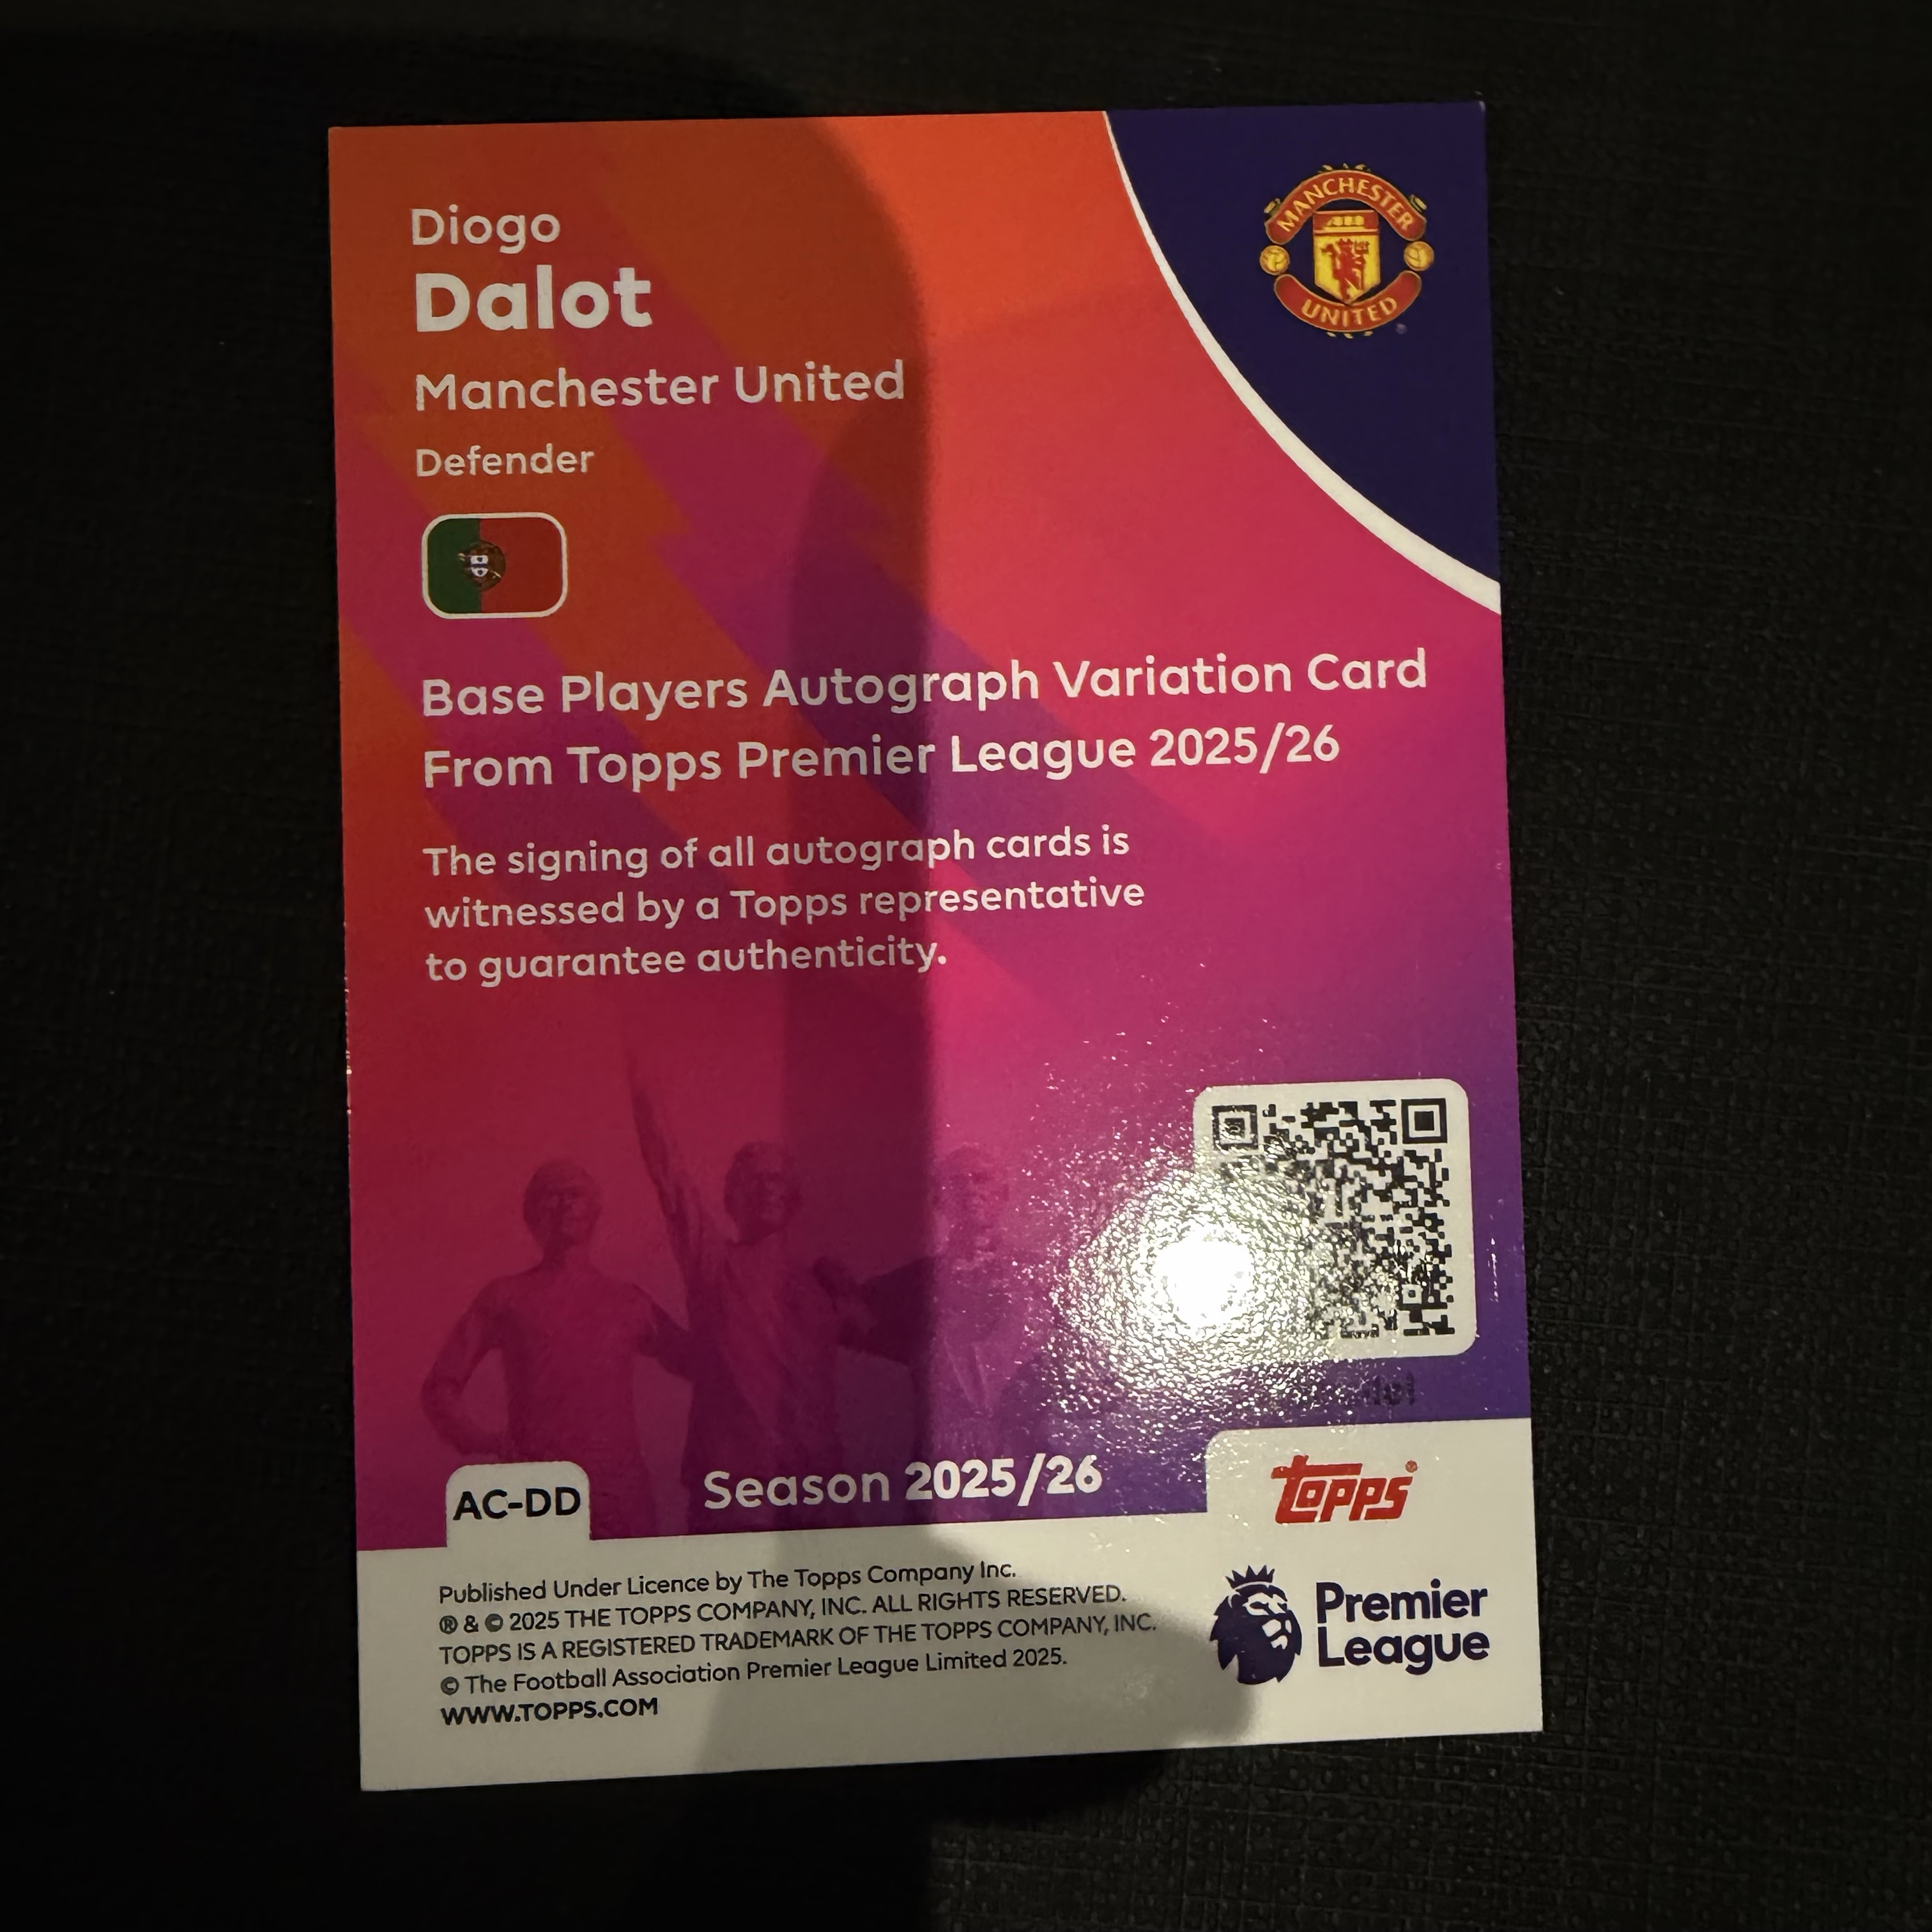 Diogo
Dalot
Manchester United
Defender
MANCHESTER
UNITED
Base Players Autograph Variation Card
From Topps Premier League 2025/26
The signing of all autograph cards is
witnessed by a Topps representative
to guarantee authenticity.
AC-DD
Season 2025/26
topps®
Published Under Licence by The Topps Company Inc.
® & © 2025 THE TOPPS COMPANY, INC. ALL RIGHTS RESERVED.
TOPPS IS A REGISTERED TRADEMARK OF THE TOPPS COMPANY, INC.
© The Football Association Premier League Limited 2025.
WWW.TOPPS.COM
Premier
League